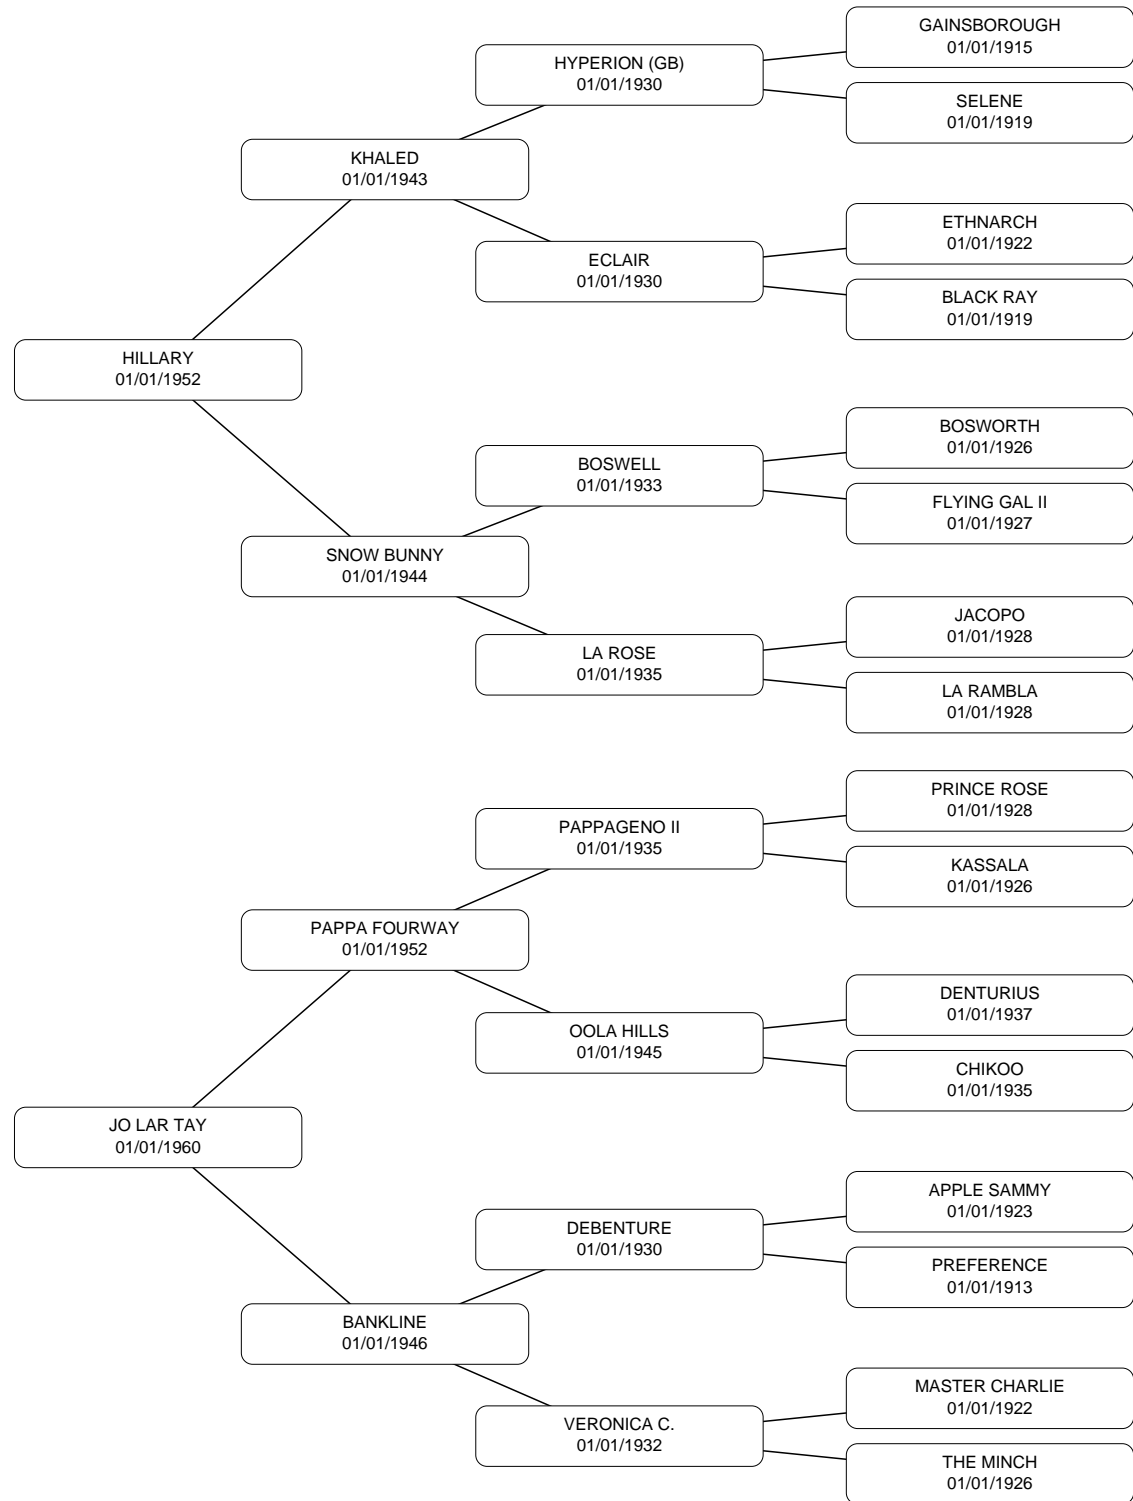 GAINSBOROUGH
01/01/1915
HYPERION (GB)
01/01/1930
SELENE
01/01/1919
KHALED
01/01/1943
ETHNARCH
01/01/1922
ECLAIR
01/01/1930
BLACK RAY
01/01/1919
HILLARY
01/01/1952
BOSWORTH
01/01/1926
BOSWELL
01/01/1933
FLYING GAL II
01/01/1927
SNOW BUNNY
01/01/1944
JACOPO
01/01/1928
LA ROSE
01/01/1935
LA RAMBLA
01/01/1928
PRINCE ROSE
01/01/1928
PAPPAGENO II
01/01/1935
KASSALA
01/01/1926
PAPPA FOURWAY
01/01/1952
DENTURIUS
01/01/1937
OOLA HILLS
01/01/1945
CHIKOO
01/01/1935
JO LAR TAY
01/01/1960
APPLE SAMMY
01/01/1923
DEBENTURE
01/01/1930
PREFERENCE
01/01/1913
BANKLINE
01/01/1946
MASTER CHARLIE
01/01/1922
VERONICA C.
01/01/1932
THE MINCH
01/01/1926